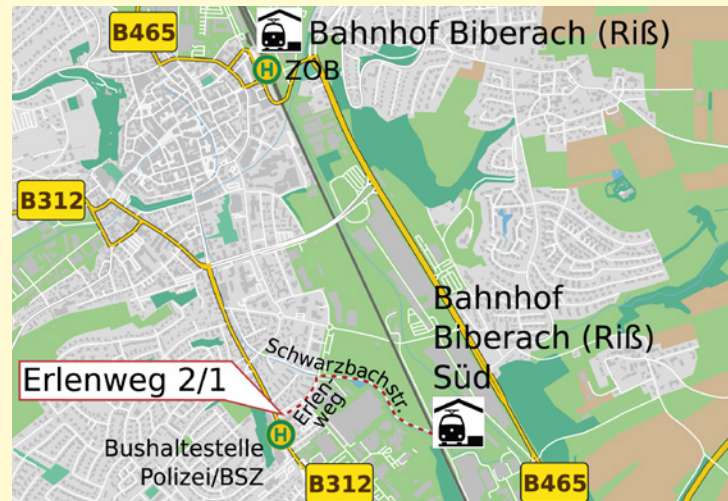 B465
Bahnhof Biberach (Riß)
H ZOB
B312
Bahnhof
Biberach (Riß)
Süd
Schwarzbachstr.
Erlenweg 2/1
Erlen-
weg
H
Bushaltestelle
Polizei/BSZ
B312
B465